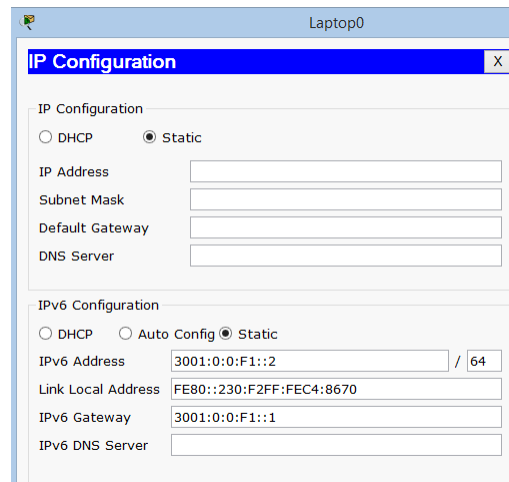 Laptop0
IP Configuration X
IP Configuration
DHCP Static
IP Address
Subnet Mask
Default Gateway
DNS Server
IPv6 Configuration
DHCP Auto Config Static
IPv6 Address 3001:0:0:F1::2 / 64
Link Local Address FE80::230:F2FF:FEC4:8670
IPv6 Gateway 3001:0:0:F1::1
IPv6 DNS Server